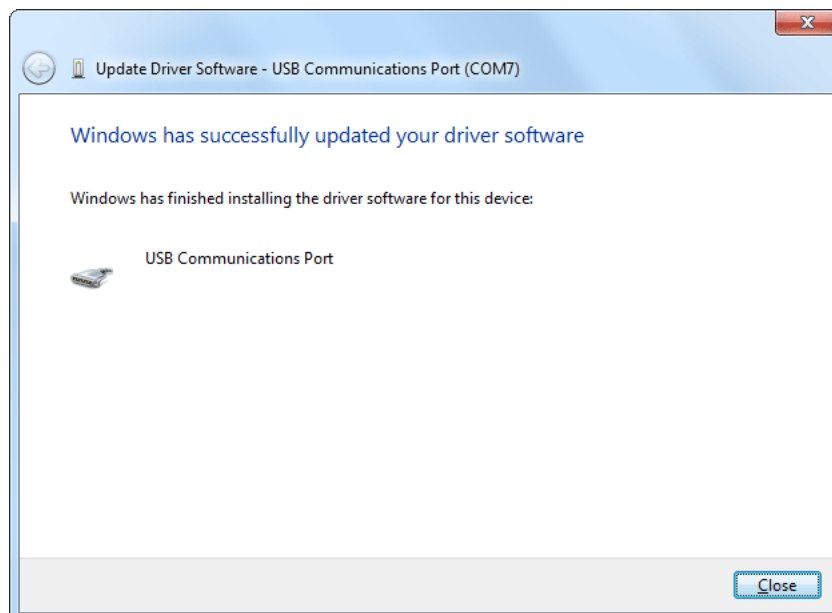 Update Driver Software - USB Communications Port (COM7)
Windows has successfully updated your driver software
Windows has finished installing the driver software for this device:
USB Communications Port
Close